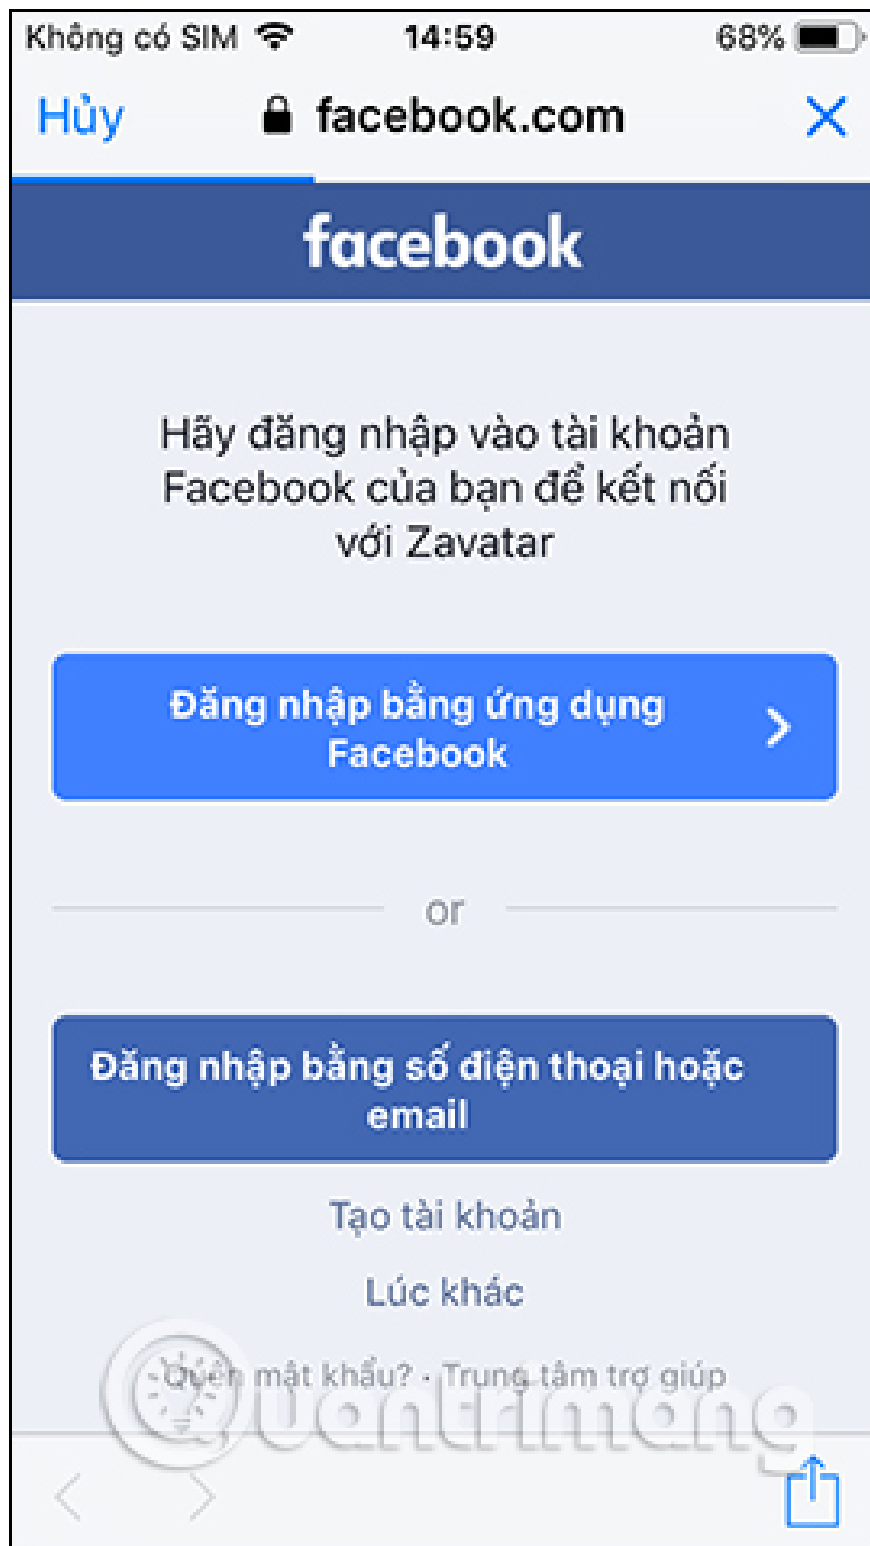 Không có SIM 14:59 68%
Hủy facebook.com
facebook
Hãy đăng nhập vào tài khoản
Facebook của bạn để kết nối
với Zavatar
Đăng nhập bằng ứng dụng
Facebook
or
Đăng nhập bằng số điện thoại hoặc
email
Tạo tài khoản
Lúc khác
Quên mật khẩu? · Trung tâm trợ giúp
Quantrimang